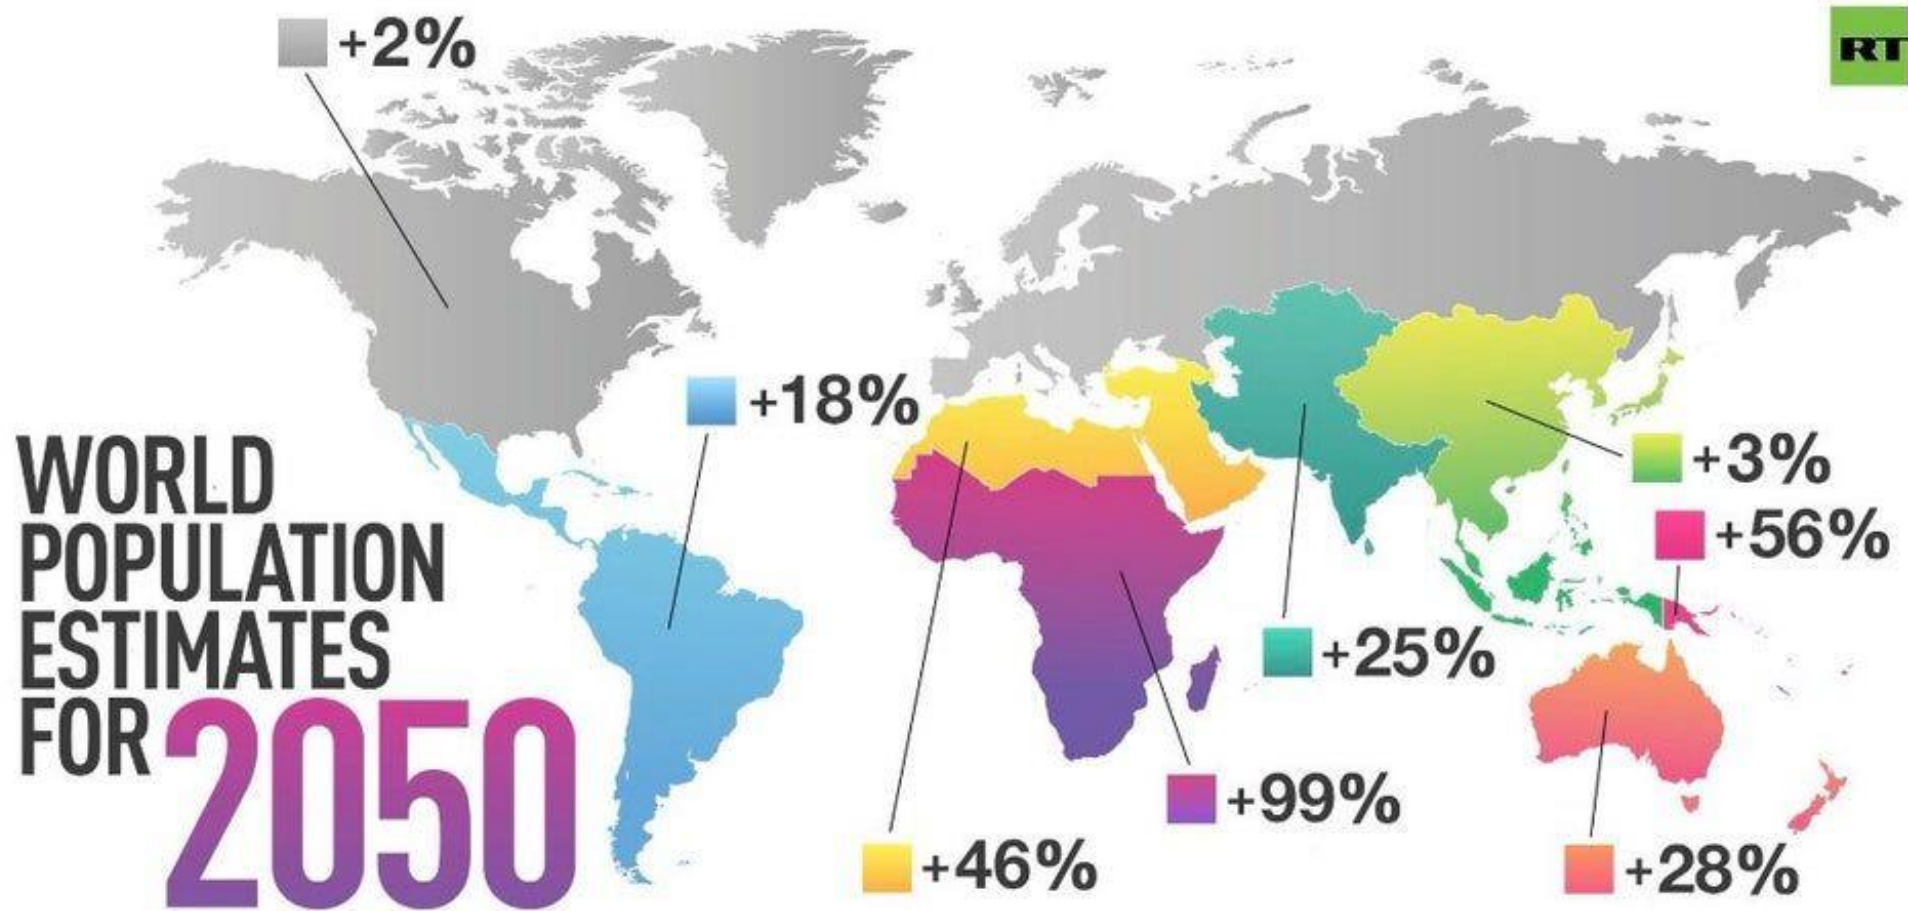 +2%
RT
+18%
+3%
WORLD
POPULATION
ESTIMATES
FOR 2050
+56%
+25%
+99%
+46%
+28%